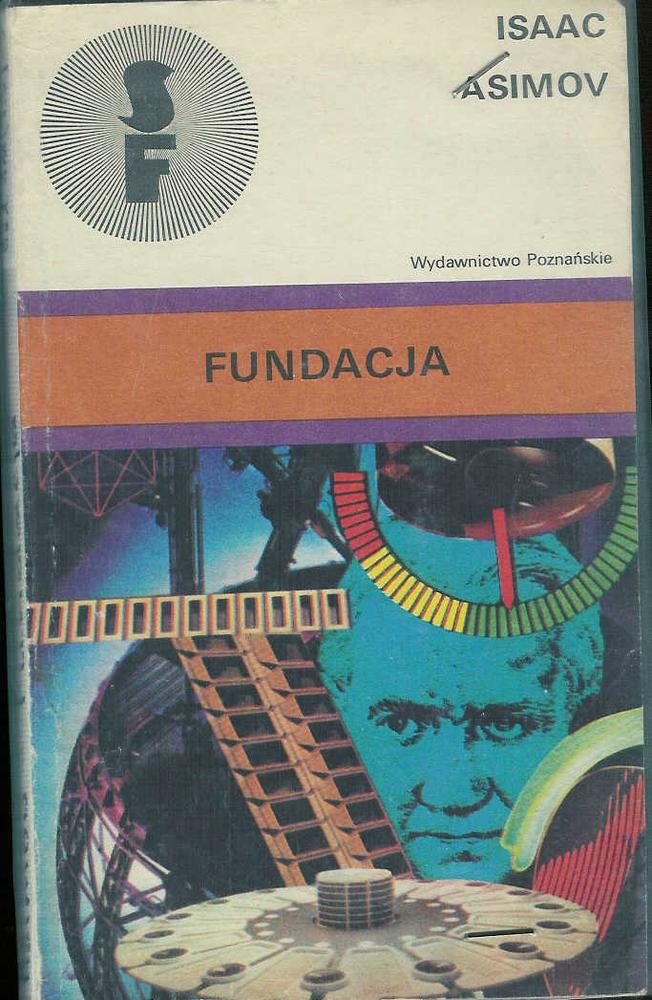 SF
ISAAC
ASIMOV
Wydawnictwo Poznańskie
FUNDACJA